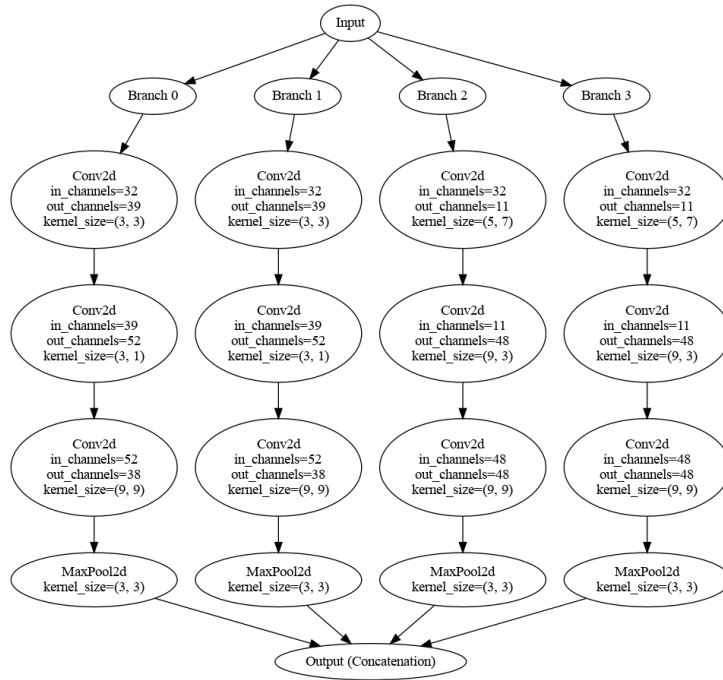 Input
Branch 0
Branch 1
Branch 2
Branch 3
Conv2d
in_channels=32
out_channels=39
kernel_size=(3, 3)
Conv2d
in_channels=32
out_channels=39
kernel_size=(3, 3)
Conv2d
in_channels=32
out_channels=11
kernel_size=(5, 7)
Conv2d
in_channels=32
out_channels=11
kernel_size=(5, 7)
Conv2d
in_channels=39
out_channels=52
kernel_size=(3, 1)
Conv2d
in_channels=39
out_channels=52
kernel_size=(3, 1)
Conv2d
in_channels=11
out_channels=48
kernel_size=(9, 3)
Conv2d
in_channels=11
out_channels=48
kernel_size=(9, 3)
Conv2d
in_channels=52
out_channels=38
kernel_size=(9, 9)
Conv2d
in_channels=52
out_channels=38
kernel_size=(9, 9)
Conv2d
in_channels=48
out_channels=48
kernel_size=(9, 9)
Conv2d
in_channels=48
out_channels=48
kernel_size=(9, 9)
MaxPool2d
kernel_size=(3, 3)
MaxPool2d
kernel_size=(3, 3)
MaxPool2d
kernel_size=(3, 3)
MaxPool2d
kernel_size=(3, 3)
Output (Concatenation)